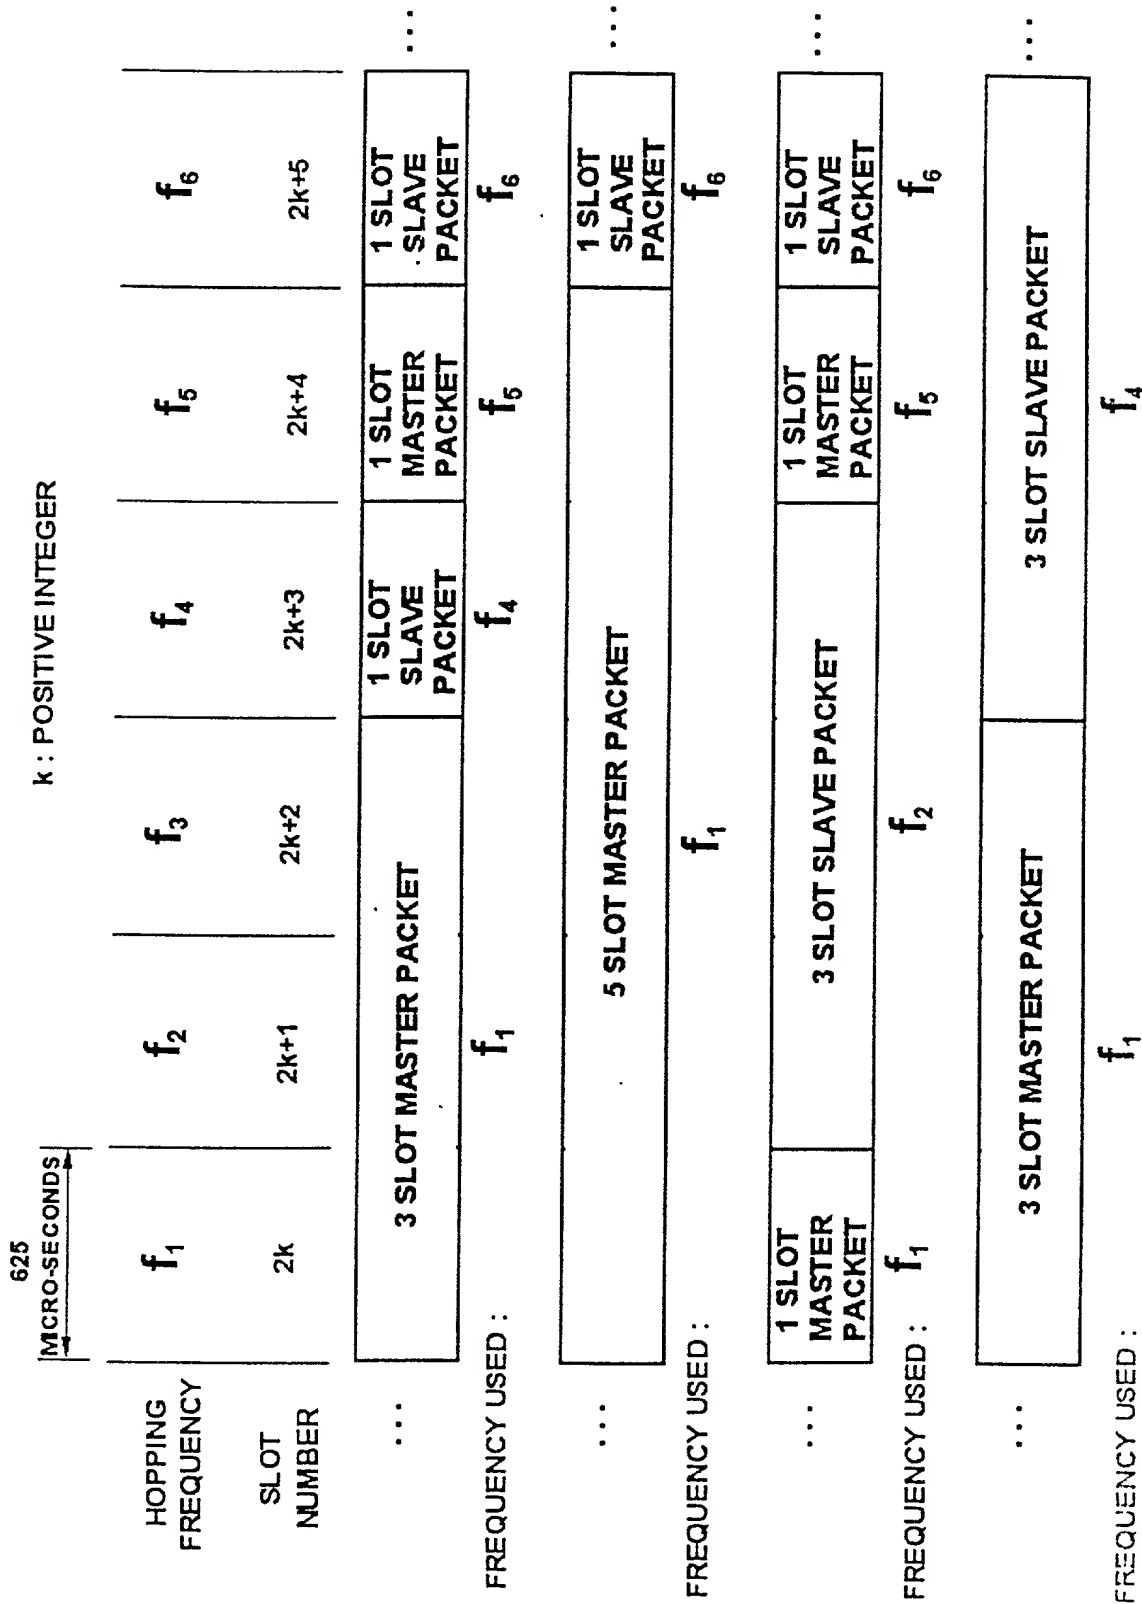 k : POSITIVE INTEGER
625
MICRO-SECONDS
HOPPING
FREQUENCY
f1 f2 f3 f4 f5 f6
SLOT
NUMBER
2k 2k+1 2k+2 2k+3 2k+4 2k+5
... 3 SLOT MASTER PACKET
1 SLOT
SLAVE
PACKET
1 SLOT
MASTER
PACKET
1 SLOT
SLAVE
PACKET
...
FREQUENCY USED : f1 f4 f5 f6
... 5 SLOT MASTER PACKET
1 SLOT
SLAVE
PACKET
...
FREQUENCY USED : f1 f6
...
1 SLOT
MASTER
PACKET
3 SLOT SLAVE PACKET
1 SLOT
MASTER
PACKET
1 SLOT
SLAVE
PACKET
...
FREQUENCY USED : f1 f2 f5 f6
... 3 SLOT MASTER PACKET 3 SLOT SLAVE PACKET ...
FREQUENCY USED : f1 f4